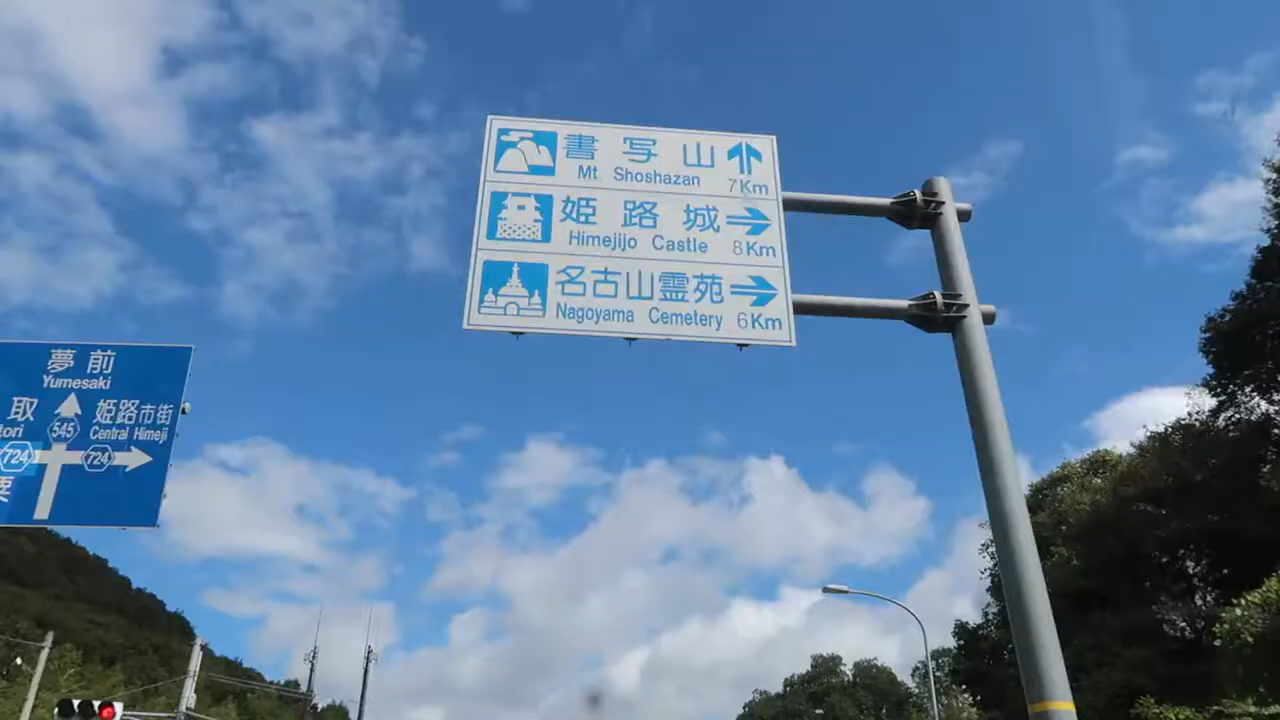 書写山
Mt Shoshazan 7Km
姫路城
Himejijo Castle 8Km
名古山霊苑
Nagoyama Cemetery 6Km
夢前
Yumesaki
取
tori
545
姫路市街
Central Himeji
724
724
粟